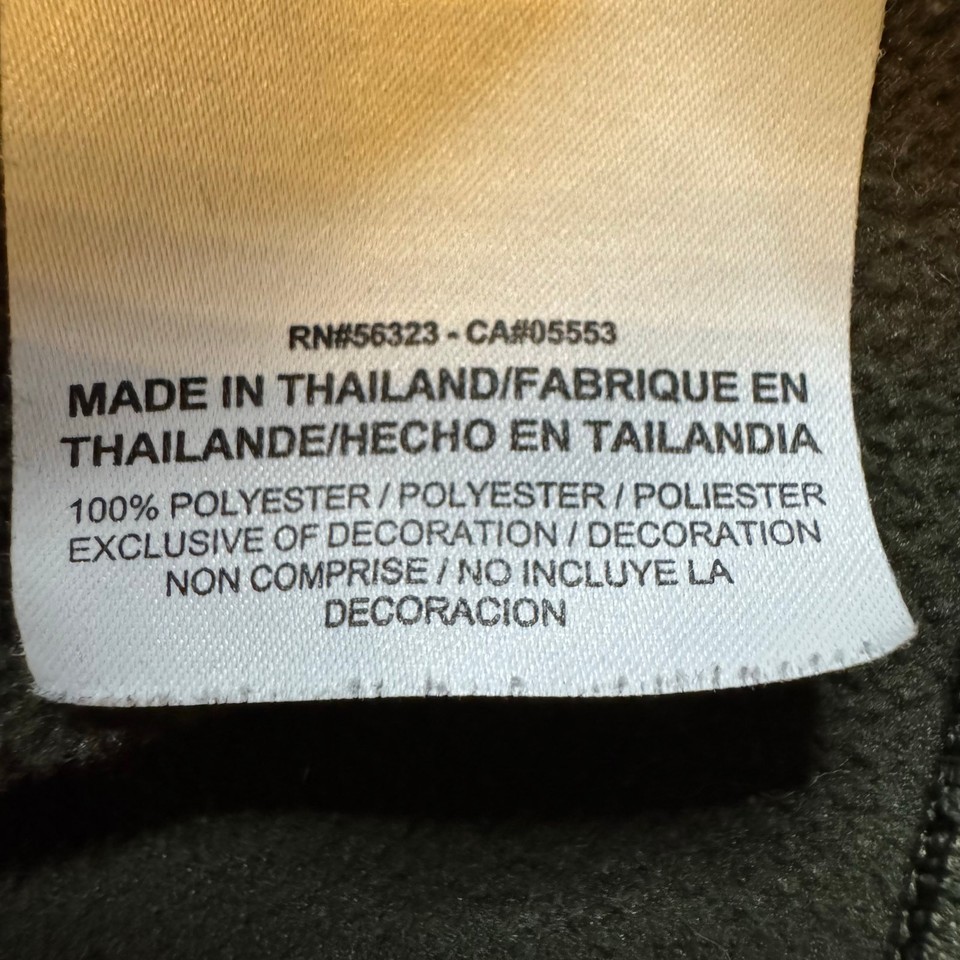 RN#56323 - CA#05553
MADE IN THAILAND/FABRIQUE EN
THAILANDE/HECHO EN TAILANDIA
100% POLYESTER / POLYESTER / POLIESTER
EXCLUSIVE OF DECORATION / DECORATION
NON COMPRISE / NO INCLUYE LA
DECORACION